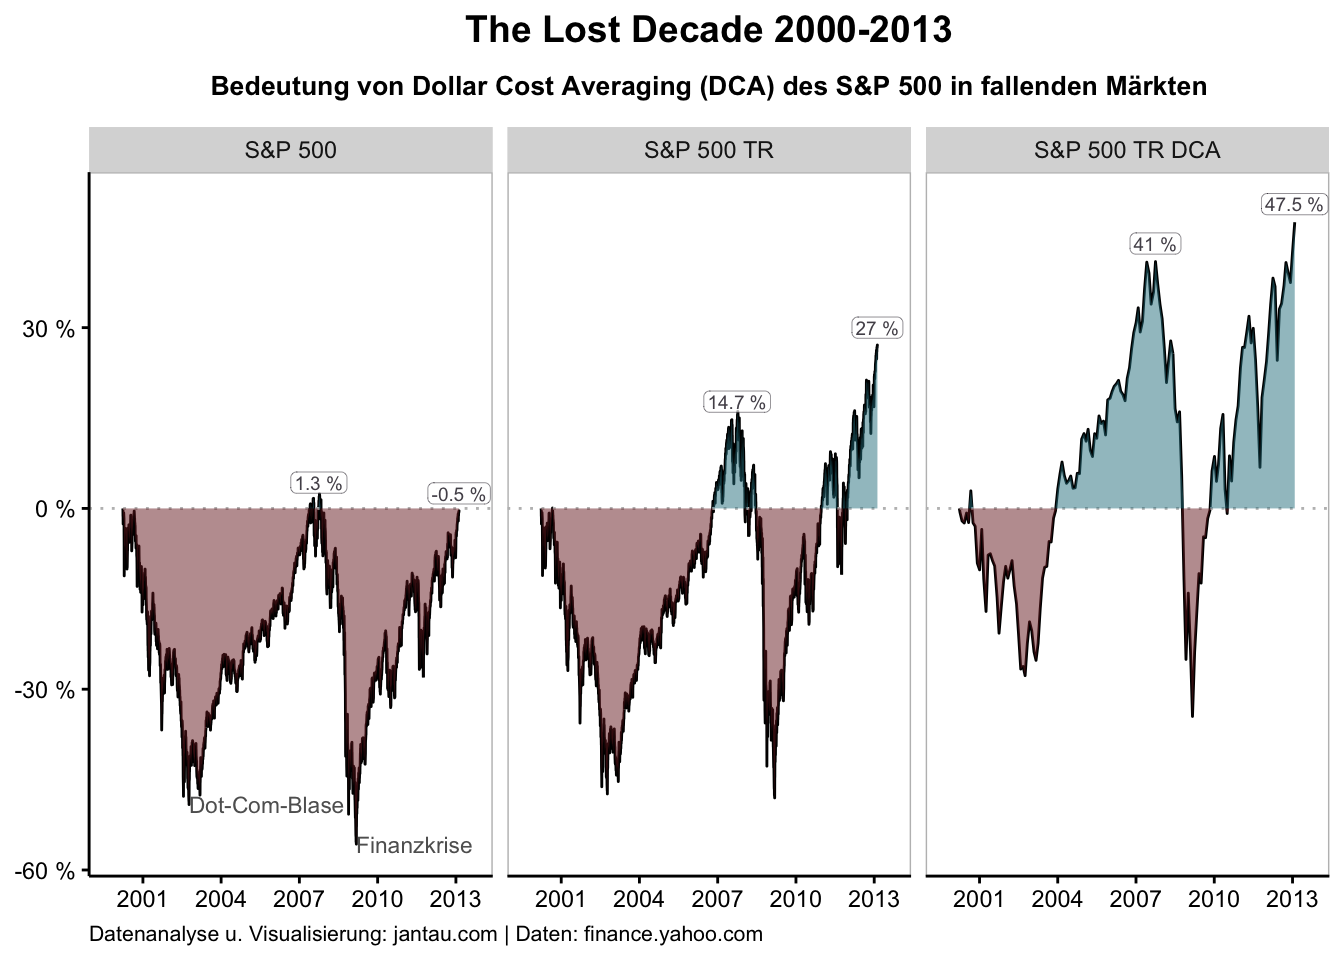 The Lost Decade 2000-2013
Bedeutung von Dollar Cost Averaging (DCA) des S&P 500 in fallenden Märkten
S&P 500
S&P 500 TR
S&P 500 TR DCA
30 %
0 %
-30 %
-60 %
1.3 %
-0.5 %
Dot-Com-Blase
Finanzkrise
14.7 %
27 %
41 %
47.5 %
2001 2004 2007 2010 2013
2001 2004 2007 2010 2013
2001 2004 2007 2010 2013
Datenanalyse u. Visualisierung: jantau.com | Daten: finance.yahoo.com